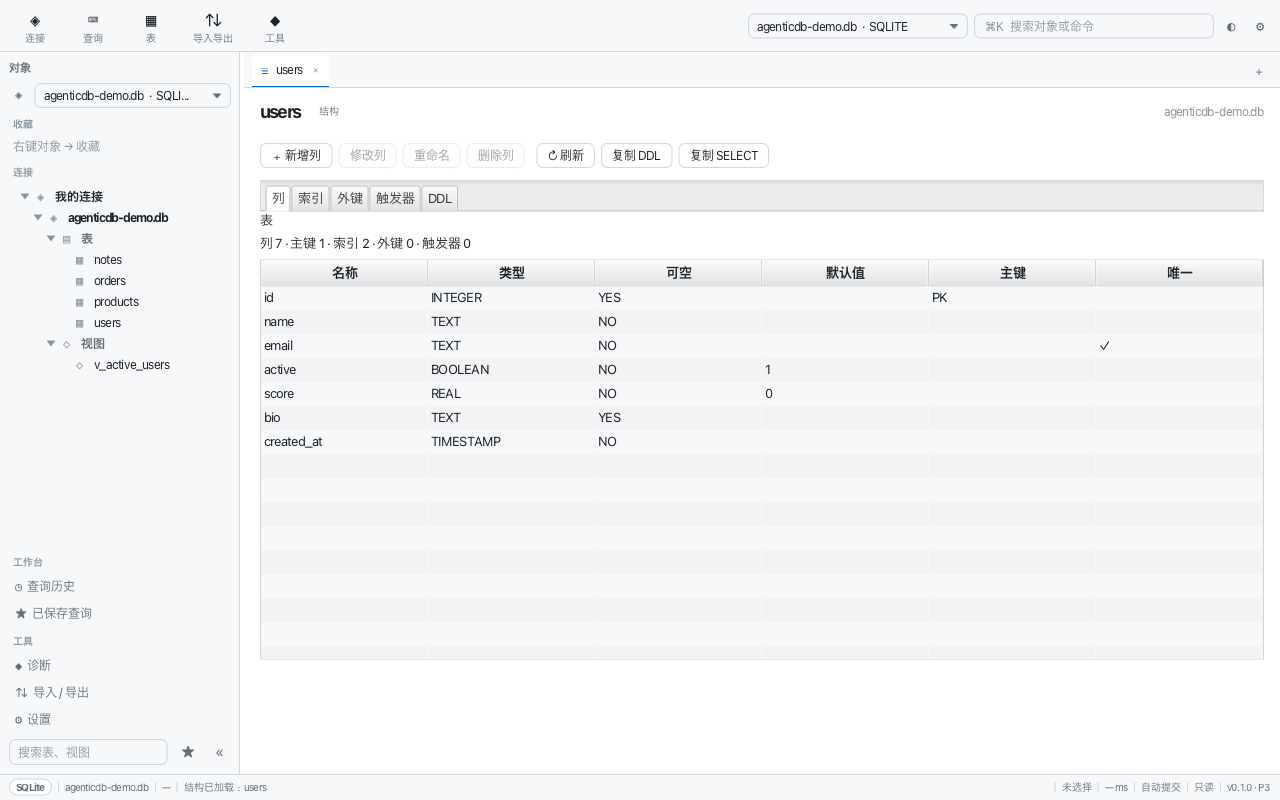 连接 查询 表 导入导出 工具 agenticdb-demo.db · SQLITE ⌘K 搜索对象或命令
对象
agenticdb-demo.db · SQLI...
收藏
右键对象 → 收藏
连接
我的连接
agenticdb-demo.db
表
notes
orders
products
users
视图
v_active_users
工作台
查询历史
已保存查询
工具
诊断
导入 / 导出
设置
搜索表、视图
users ×
users 结构 agenticdb-demo.db
+ 新增列 修改列 重命名 删除列 刷新 复制 DDL 复制 SELECT
列 索引 外键 触发器 DDL
表
列 7 · 主键 1 · 索引 2 · 外键 0 · 触发器 0
名称 类型 可空 默认值 主键 唯一
id INTEGER YES PK
name TEXT NO
email TEXT NO ✓
active BOOLEAN NO 1
score REAL NO 0
bio TEXT YES
created_at TIMESTAMP NO
SQLite agenticdb-demo.db — 结构已加载：users 未选择 — ms 自动提交 只读 v0.1.0 · P3